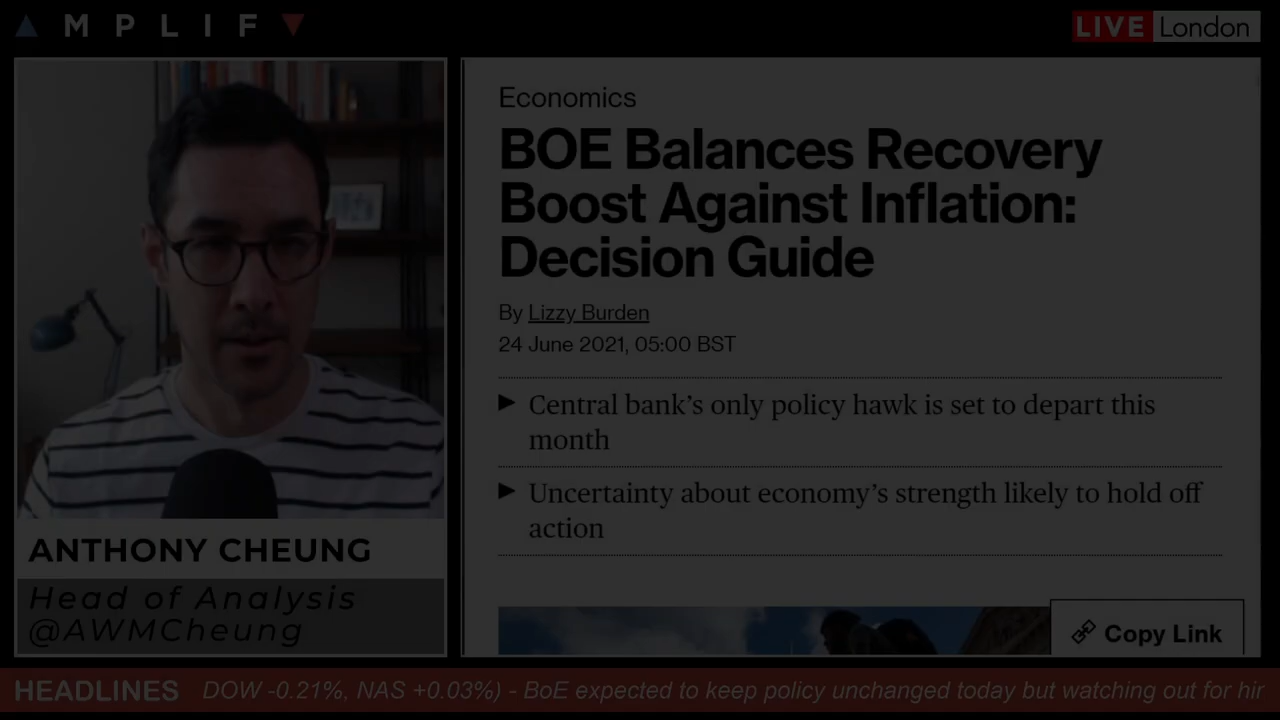 ▲ M P L I F ▼
LIVE London
ANTHONY CHEUNG
Head of Analysis
@AWMCheung
Economics
BOE Balances Recovery
Boost Against Inflation:
Decision Guide
By Lizzy Burden
24 June 2021, 05:00 BST
► Central bank’s only policy hawk is set to depart this
month
► Uncertainty about economy’s strength likely to hold off
action
Copy Link
HEADLINES DOW -0.21%, NAS +0.03%) - BoE expected to keep policy unchanged today but watching out for hir